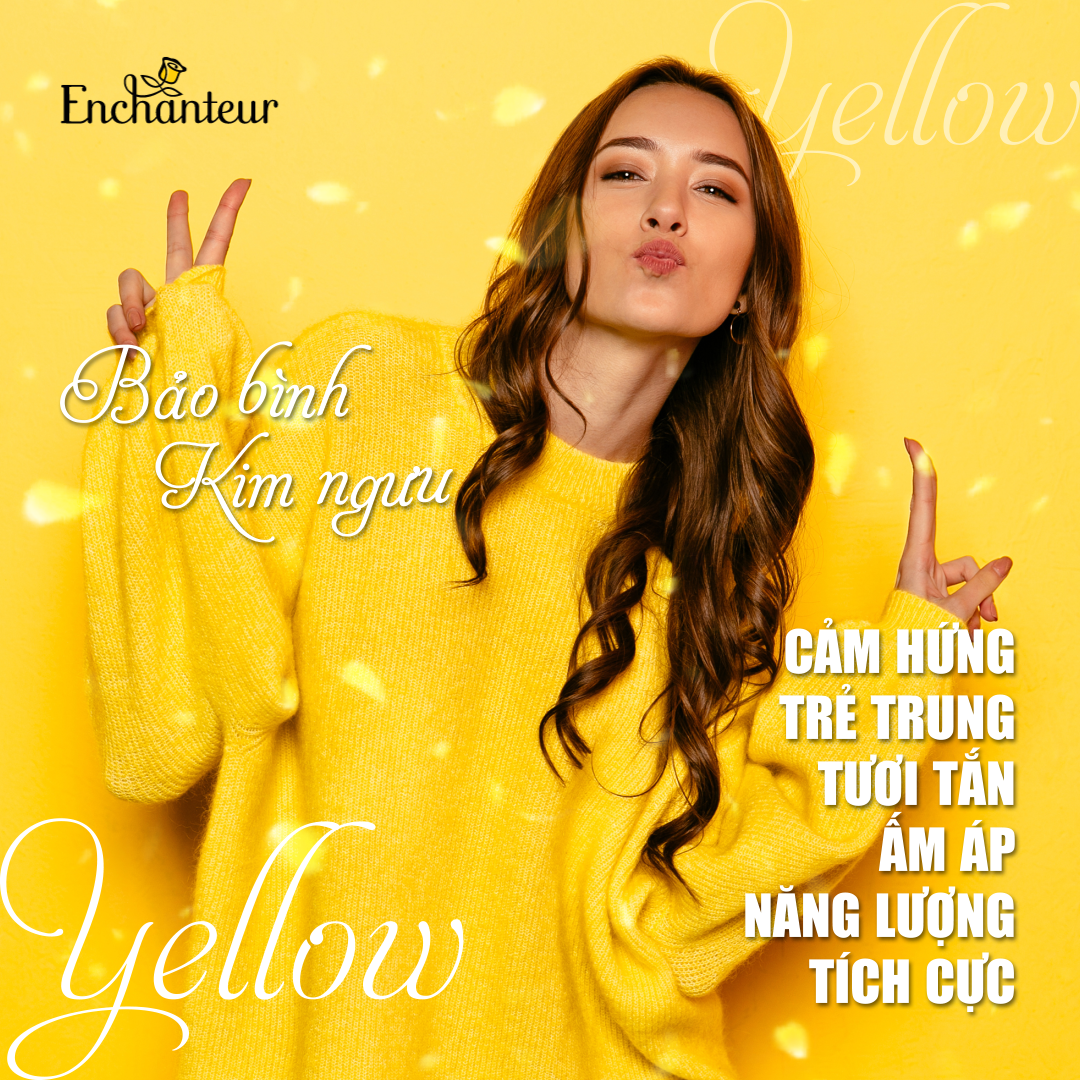 Enchanteur
Yellow
Bảo bình
Kim ngưu
CẢM HỨNG
TRẺ TRUNG
TƯƠI TẮN
ẤM ÁP
NĂNG LƯỢNG
TÍCH CỰC
Yellow